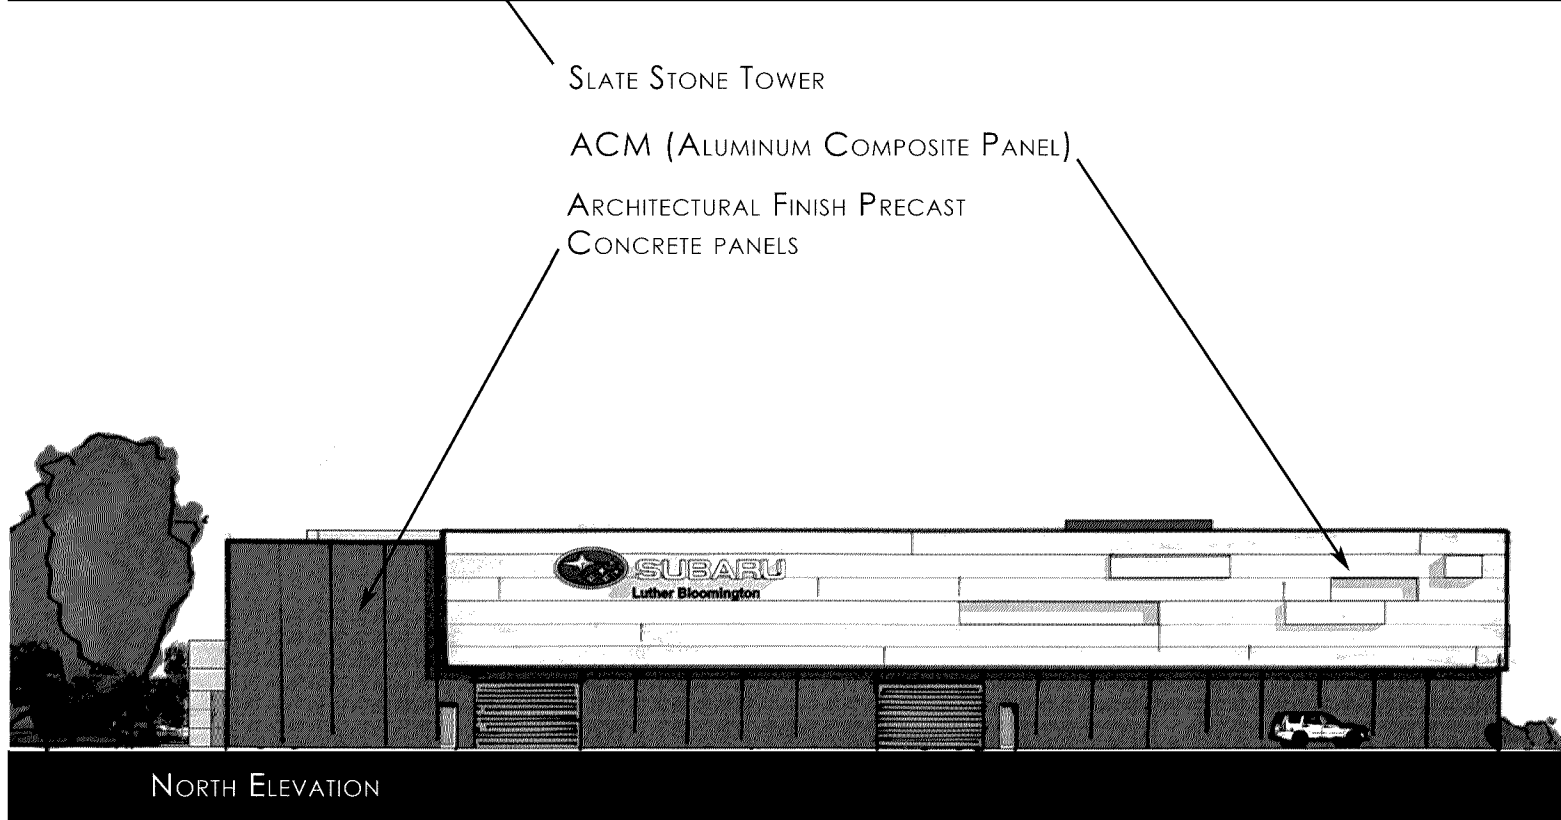 Slate Stone Tower
ACM (Aluminum Composite Panel)
Architectural Finish Precast
Concrete panels
SUBARU
Luther Bloomington
North Elevation